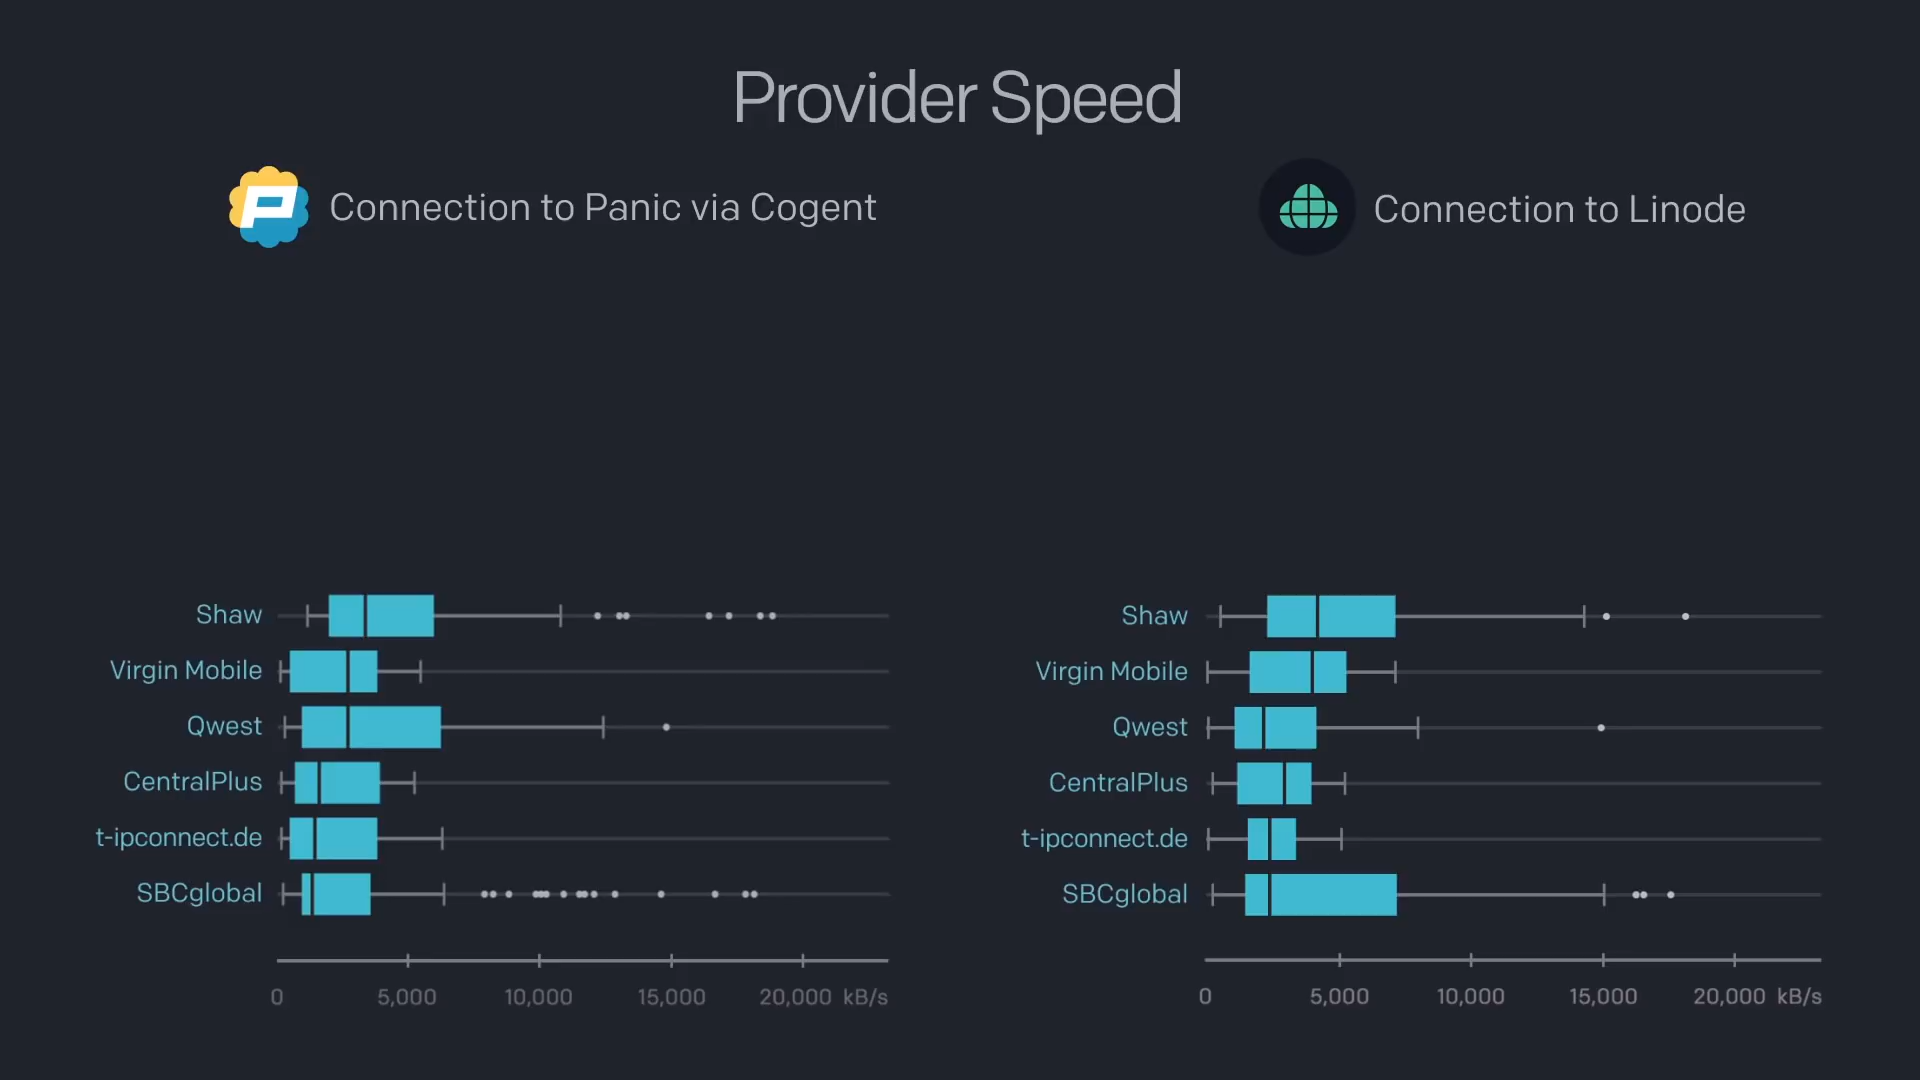 Provider Speed
P Connection to Panic via Cogent
Connection to Linode
Shaw
Virgin Mobile
Qwest
CentralPlus
t-ipconnect.de
SBCglobal
0 5,000 10,000 15,000 20,000 kB/s
Shaw
Virgin Mobile
Qwest
CentralPlus
t-ipconnect.de
SBCglobal
0 5,000 10,000 15,000 20,000 kB/s